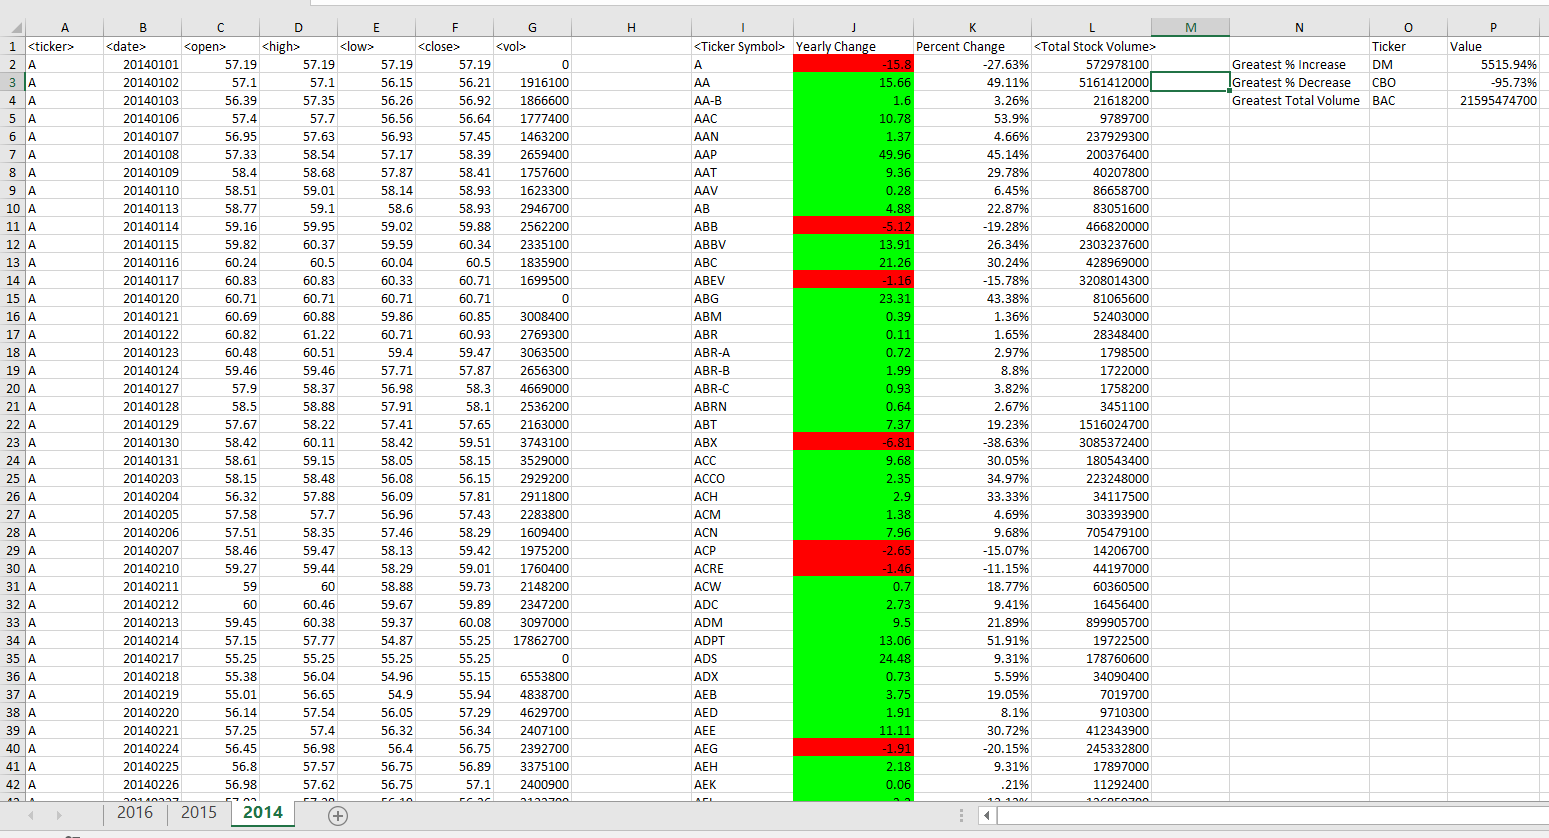 A B C D E F G H I J K L M N O P
1 <ticker> <date> <open> <high> <low> <close> <vol> <Ticker Symbol> Yearly Change Percent Change <Total Stock Volume> Ticker Value
2 A 20140101 57.19 57.19 57.19 57.19 0 A -15.8 -27.63% 572978100 Greatest % Increase DM 5515.94%
3 A 20140102 57.1 57.1 56.15 56.21 1916100 AA 15.66 49.11% 5161412000 Greatest % Decrease CBO -95.73%
4 A 20140103 56.39 57.35 56.26 56.92 1866600 AA-B 1.6 3.26% 21618200 Greatest Total Volume BAC 21595474700
5 A 20140106 57.4 57.7 56.56 56.64 1777400 AAC 10.78 53.9% 9789700
6 A 20140107 56.95 57.63 56.93 57.45 1463200 AAN 1.37 4.66% 237929300
7 A 20140108 57.33 58.54 57.17 58.39 2659400 AAP 49.96 45.14% 200376400
8 A 20140109 58.4 58.68 57.87 58.41 1757600 AAT 9.36 29.78% 40207800
9 A 20140110 58.51 59.01 58.14 58.93 1623300 AAV 0.28 6.45% 86658700
10 A 20140113 58.77 59.1 58.6 58.93 2946700 AB 4.88 22.87% 83051600
11 A 20140114 59.16 59.95 59.02 59.88 2562200 ABB -5.12 -19.28% 466820000
12 A 20140115 59.82 60.37 59.59 60.34 2335100 ABBV 13.91 26.34% 2303237600
13 A 20140116 60.24 60.5 60.04 60.5 1835900 ABC 21.26 30.24% 428969000
14 A 20140117 60.83 60.83 60.33 60.71 1699500 ABEV -1.16 -15.78% 3208014300
15 A 20140120 60.71 60.71 60.71 60.71 0 ABG 23.31 43.38% 81065600
16 A 20140121 60.69 60.88 59.86 60.85 3008400 ABM 0.39 1.36% 52403000
17 A 20140122 60.82 61.22 60.71 60.93 2769300 ABR 0.11 1.65% 28348400
18 A 20140123 60.48 60.51 59.4 59.47 3063500 ABR-A 0.72 2.97% 1798500
19 A 20140124 59.46 59.46 57.71 57.87 2656300 ABR-B 1.99 8.8% 1722000
20 A 20140127 57.9 58.37 56.98 58.3 4669000 ABR-C 0.93 3.82% 1758200
21 A 20140128 58.5 58.88 57.91 58.1 2536200 ABRN 0.64 2.67% 3451100
22 A 20140129 57.67 58.22 57.41 57.65 2163000 ABT 7.37 19.23% 1516024700
23 A 20140130 58.42 60.11 58.42 59.51 3743100 ABX -6.81 -38.63% 3085372400
24 A 20140131 58.61 59.15 58.05 58.15 3529000 ACC 9.68 30.05% 180543400
25 A 20140203 58.15 58.48 56.08 56.15 2929200 ACCO 2.35 34.97% 223248000
26 A 20140204 56.32 57.88 56.09 57.81 2911800 ACH 2.9 33.33% 34117500
27 A 20140205 57.58 57.7 56.96 57.43 2283800 ACM 1.38 4.69% 303393900
28 A 20140206 57.51 58.35 57.46 58.29 1609400 ACN 7.96 9.68% 705479100
29 A 20140207 58.46 59.47 58.13 59.42 1975200 ACP -2.65 -15.07% 14206700
30 A 20140210 59.27 59.44 58.29 59.01 1760400 ACRE -1.46 -11.15% 44197000
31 A 20140211 59 60 58.88 59.73 2148200 ACW 0.7 18.77% 60360500
32 A 20140212 60 60.46 59.67 59.89 2347200 ADC 2.73 9.41% 16456400
33 A 20140213 59.45 60.38 59.37 60.08 3097000 ADM 9.5 21.89% 899905700
34 A 20140214 57.15 57.77 54.87 55.25 17862700 ADPT 13.06 51.91% 19722500
35 A 20140217 55.25 55.25 55.25 55.25 0 ADS 24.48 9.31% 178760600
36 A 20140218 55.38 56.04 54.96 55.15 6553800 ADX 0.73 5.59% 34090400
37 A 20140219 55.01 56.65 54.9 55.94 4838700 AEB 3.75 19.05% 7019700
38 A 20140220 56.14 57.54 56.05 57.29 4629700 AED 1.91 8.1% 9710300
39 A 20140221 57.25 57.4 56.32 56.34 2407100 AEE 11.11 30.72% 412343900
40 A 20140224 56.45 56.98 56.4 56.75 2392700 AEG -1.91 -20.15% 245332800
41 A 20140225 56.8 57.57 56.75 56.89 3375100 AEH 2.18 9.31% 17897000
42 A 20140226 56.98 57.62 56.75 57.1 2400900 AEK 0.06 .21% 11292400
2016 2015 2014